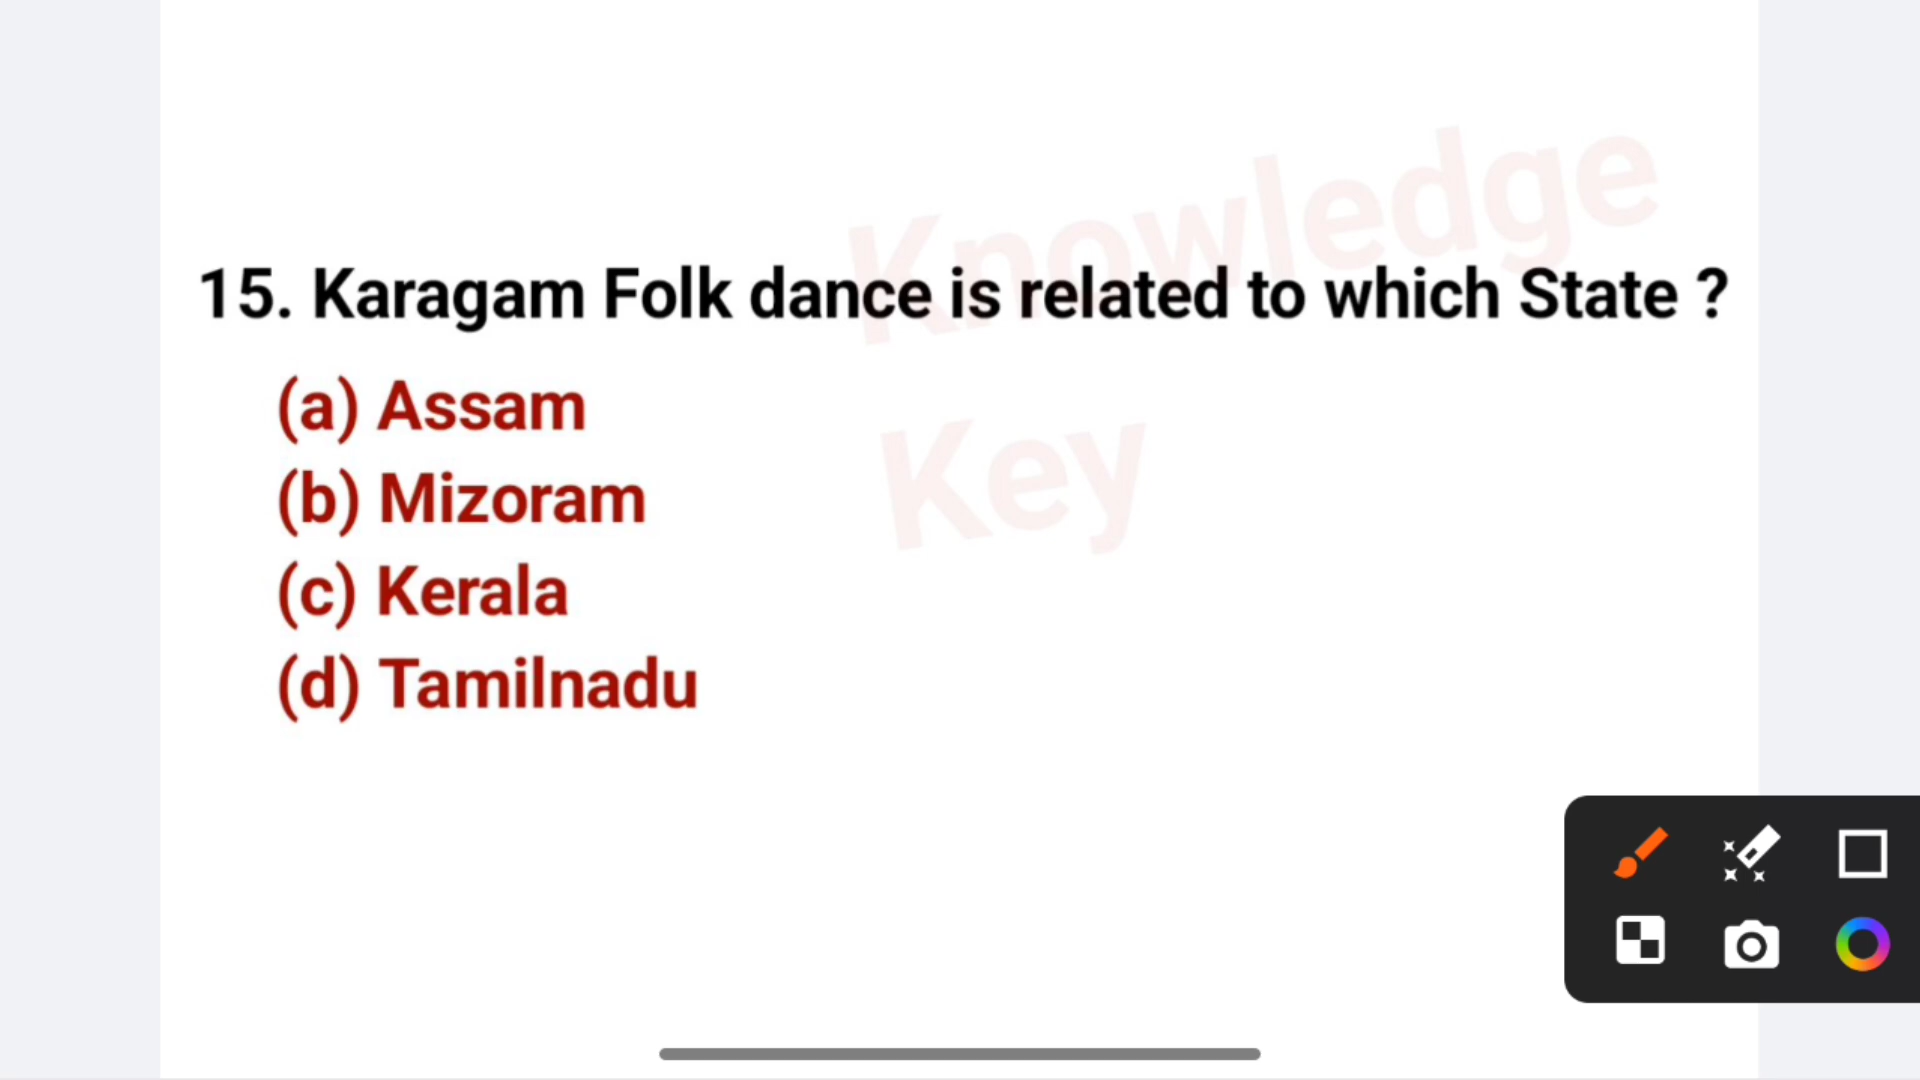 Knowledge
15. Karagam Folk dance is related to which State ?
(a) Assam
Key
(b) Mizoram
(c) Kerala
(d) Tamilnadu